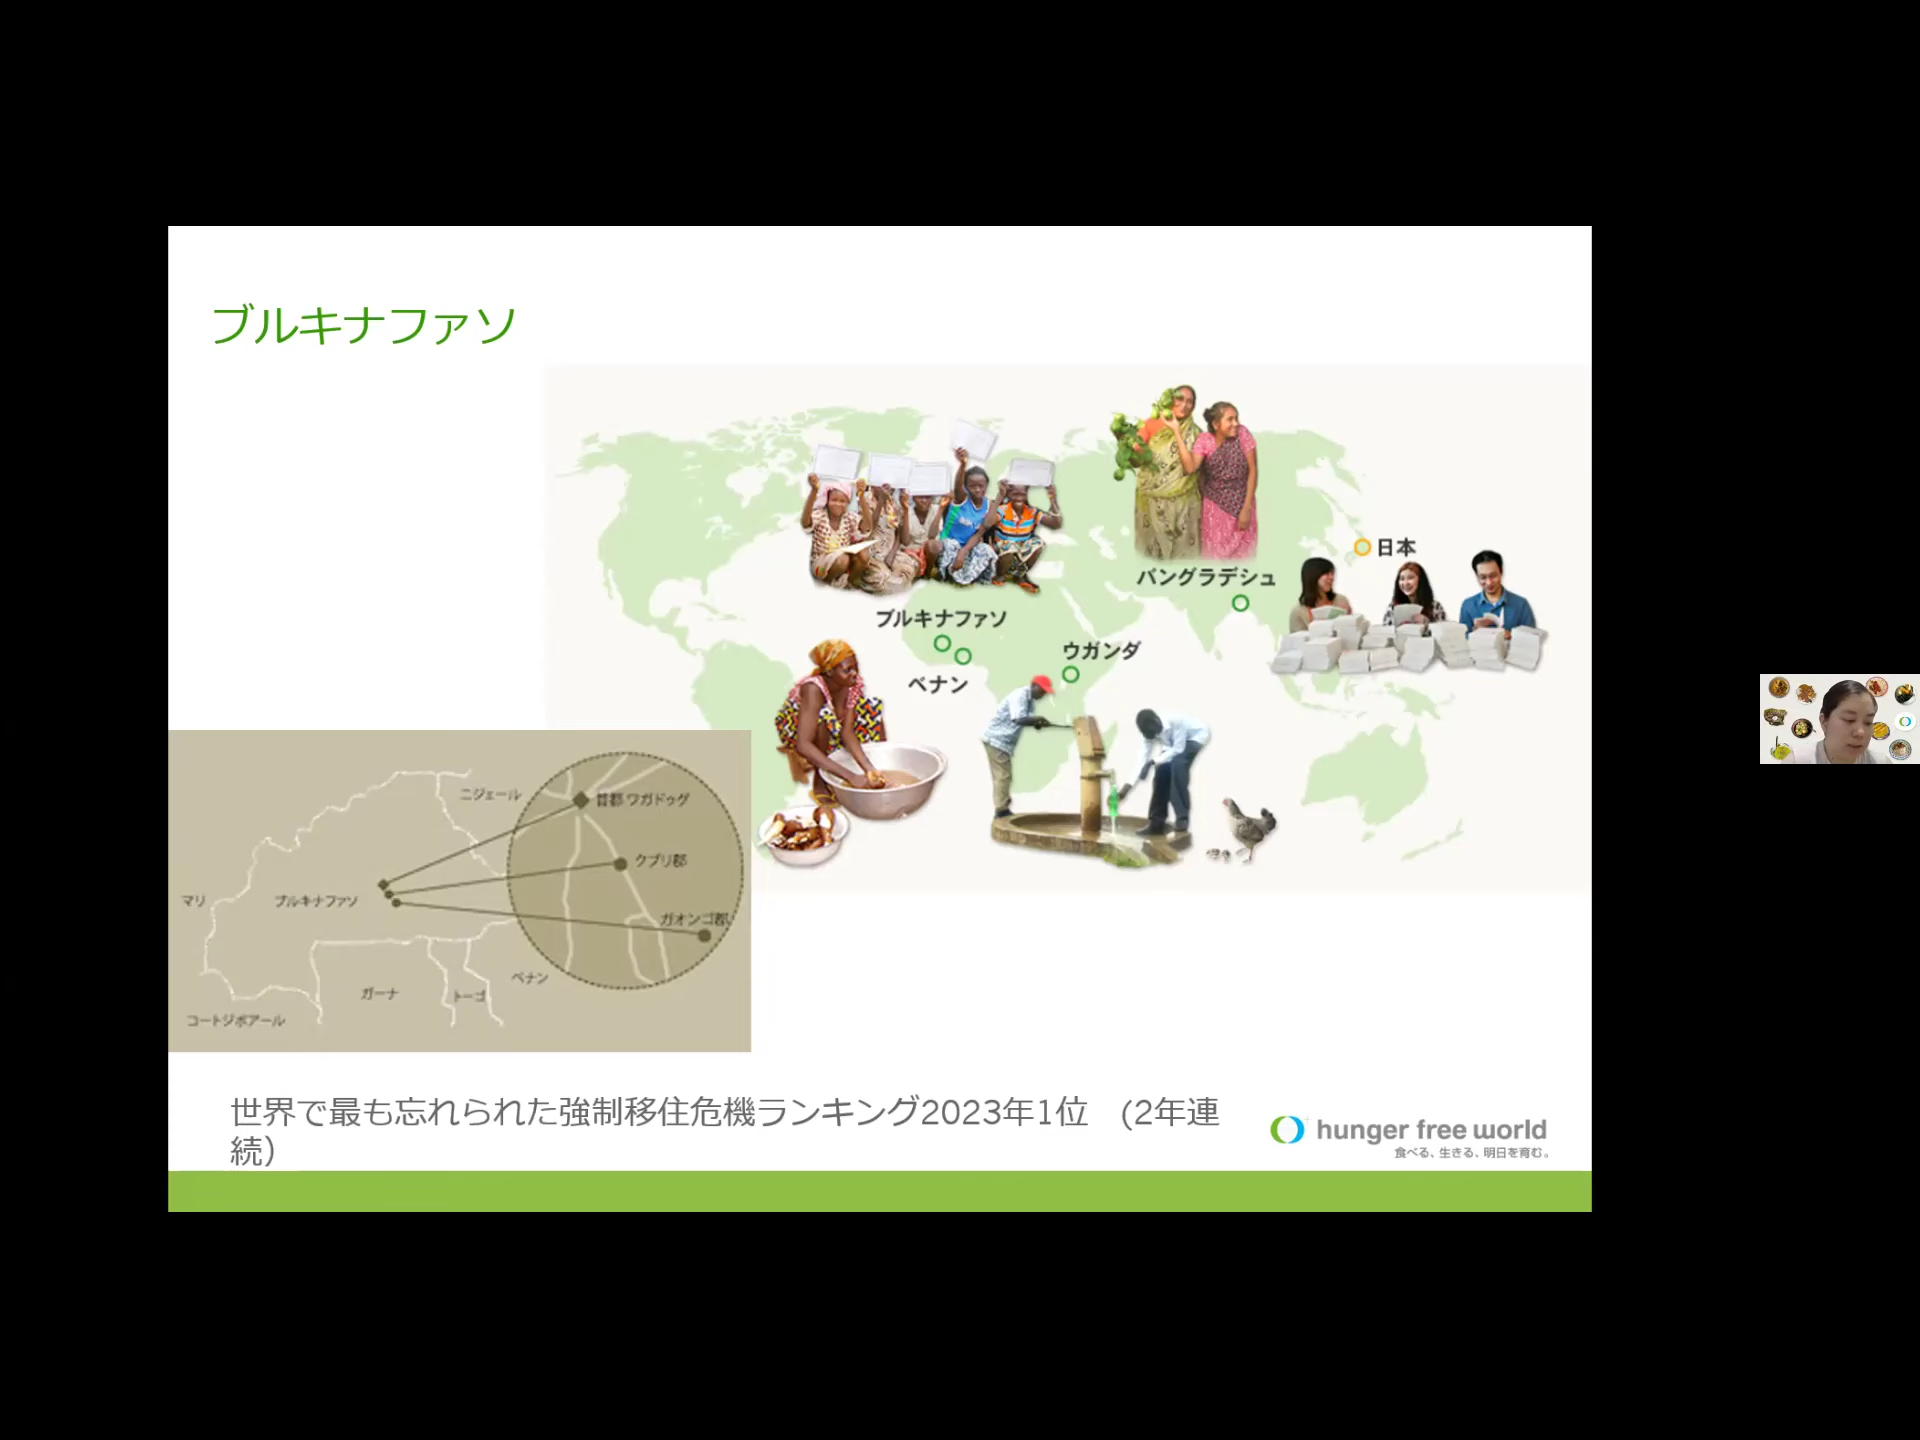 ブルキナファソ
日本
バングラデシュ
ブルキナファソ
ウガンダ
ベナン
ニジェール
首都 ワガドゥグ
クブリ郡
マリ
ブルキナファソ
ガオンゴ郡
ベナン
ガーナ
トーゴ
コートジボアール
世界で最も忘れられた強制移住危機ランキング2023年1位　(2年連
続)
hunger free world
食べる、生きる、明日を育む。